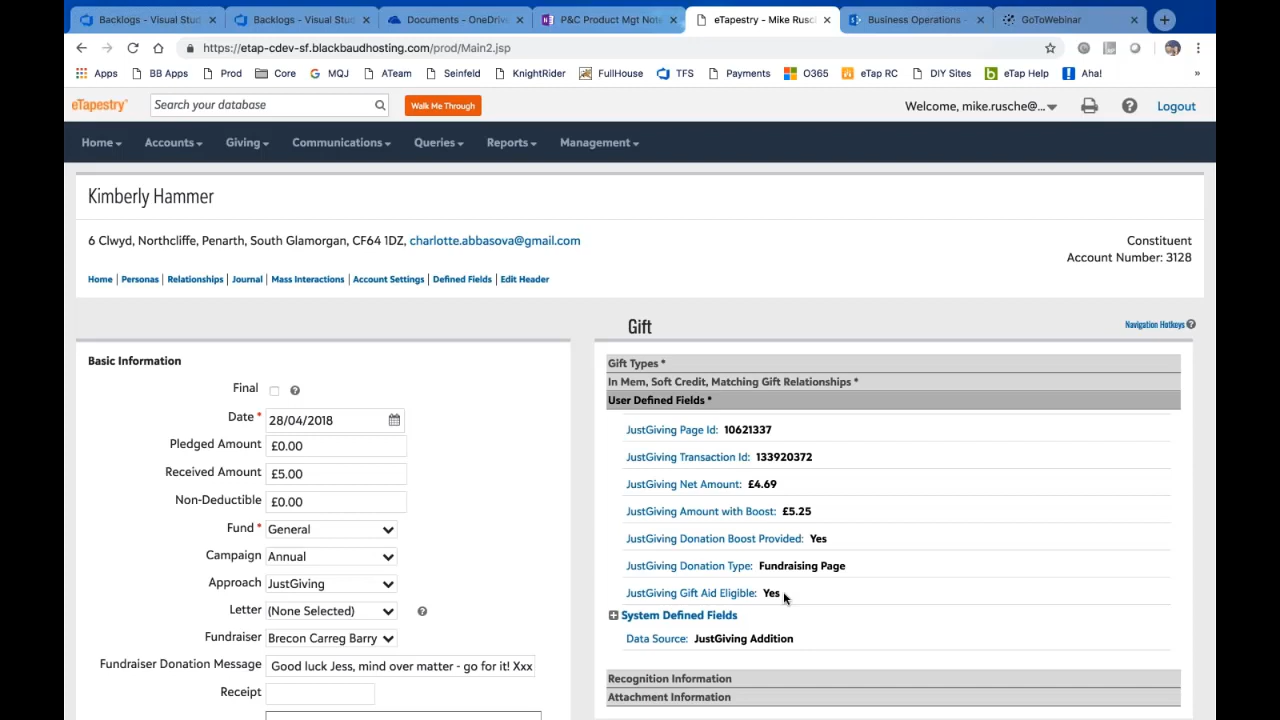 Backlogs - Visual Stud
Backlogs - Visual Stud
Documents - OneDriv
P&C Product Mgt Not
eTapestry - Mike Rusc
Business Operations -
GoToWebinar
https://etap-cdev-sf.blackbaudhosting.com/prod/Main2.jsp
Apps BB Apps Prod Core MQJ ATeam Seinfeld KnightRider FullHouse TFS Payments O365 eTap RC DIY Sites eTap Help Aha! »
eTapestry Search your database Walk Me Through Welcome, mike.rusche@... Logout
Home Accounts Giving Communications Queries Reports Management
Kimberly Hammer
6 Clwyd, Northcliffe, Penarth, South Glamorgan, CF64 1DZ, charlotte.abbasova@gmail.com
Constituent
Account Number: 3128
Home | Personas | Relationships | Journal | Mass Interactions | Account Settings | Defined Fields | Edit Header
Gift
Navigation Hotkeys
Basic Information
Final
Date * 28/04/2018
Pledged Amount £0.00
Received Amount £5.00
Non-Deductible £0.00
Fund * General
Campaign Annual
Approach JustGiving
Letter (None Selected)
Fundraiser Brecon Carreg Barry
Fundraiser Donation Message Good luck Jess, mind over matter - go for it! Xxx
Receipt
Gift Types *
In Mem, Soft Credit, Matching Gift Relationships *
User Defined Fields *
JustGiving Page Id: 10621337
JustGiving Transaction Id: 133920372
JustGiving Net Amount: £4.69
JustGiving Amount with Boost: £5.25
JustGiving Donation Boost Provided: Yes
JustGiving Donation Type: Fundraising Page
JustGiving Gift Aid Eligible: Yes
System Defined Fields
Data Source: JustGiving Addition
Recognition Information
Attachment Information